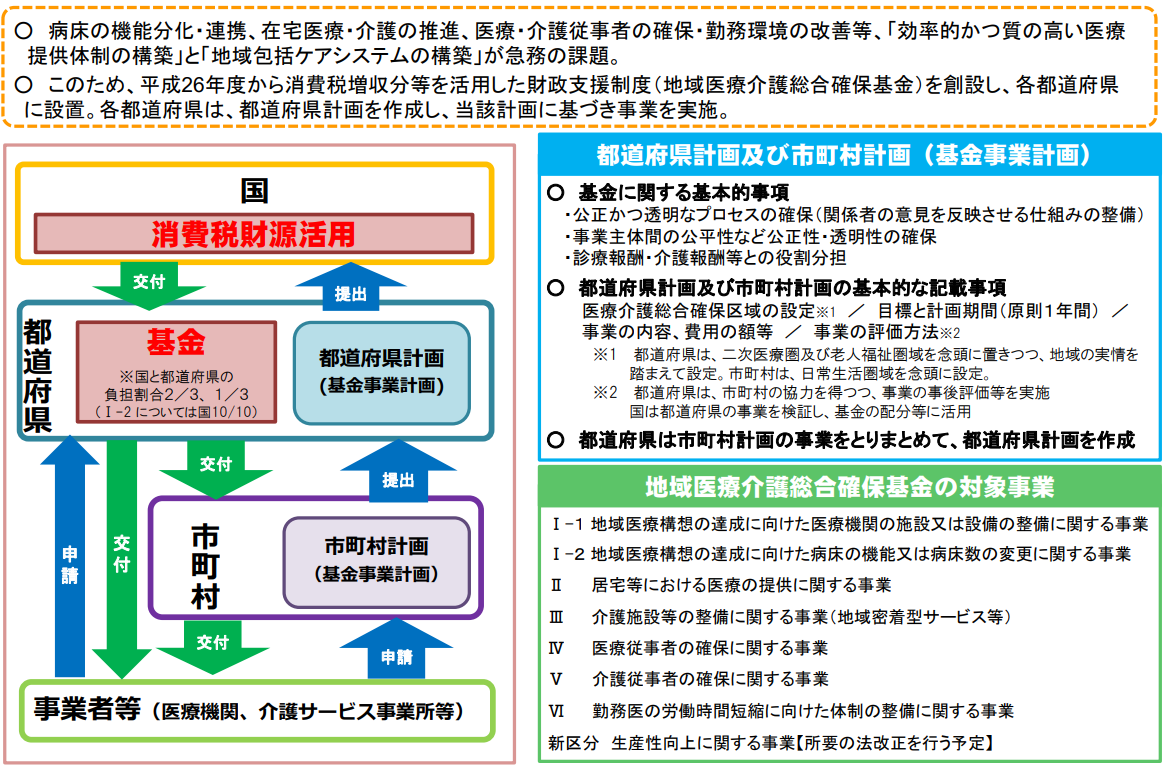 〇 病床の機能分化・連携、在宅医療・介護の推進、医療・介護従事者の確保・勤務環境の改善等、「効率的かつ質の高い医療
提供体制の構築」と「地域包括ケアシステムの構築」が急務の課題。
〇 このため、平成26年度から消費税増収分等を活用した財政支援制度（地域医療介護総合確保基金）を創設し、各都道府県
に設置。各都道府県は、都道府県計画を作成し、当該計画に基づき事業を実施。
国
消費税財源活用
交付
提出
都道府県
基金
※国と都道府県の
負担割合２／３、１／３
（Ⅰ-2 については国10/10）
都道府県計画
（基金事業計画）
交付
提出
申請
交付
市町村
市町村計画
（基金事業計画）
交付
申請
事業者等（医療機関、介護サービス事業所等）
都道府県計画及び市町村計画（基金事業計画）
〇 基金に関する基本的事項
・公正かつ透明なプロセスの確保（関係者の意見を反映させる仕組みの整備）
・事業主体間の公平性など公正性・透明性の確保
・診療報酬・介護報酬等との役割分担
〇 都道府県計画及び市町村計画の基本的な記載事項
医療介護総合確保区域の設定※1 ／ 目標と計画期間（原則１年間） ／
事業の内容、費用の額等 ／ 事業の評価方法※2
※1 都道府県は、二次医療圏及び老人福祉圏域を念頭に置きつつ、地域の実情を
踏まえて設定。市町村は、日常生活圏域を念頭に設定。
※2 都道府県は、市町村の協力を得つつ、事業の事後評価等を実施
国は都道府県の事業を検証し、基金の配分等に活用
〇 都道府県は市町村計画の事業をとりまとめて、都道府県計画を作成
地域医療介護総合確保基金の対象事業
Ⅰ-1 地域医療構想の達成に向けた医療機関の施設又は設備の整備に関する事業
Ⅰ-2 地域医療構想の達成に向けた病床の機能又は病床数の変更に関する事業
Ⅱ 居宅等における医療の提供に関する事業
Ⅲ 介護施設等の整備に関する事業（地域密着型サービス等）
Ⅳ 医療従事者の確保に関する事業
Ⅴ 介護従事者の確保に関する事業
Ⅵ 勤務医の労働時間短縮に向けた体制の整備に関する事業
新区分 生産性向上に関する事業【所要の法改正を行う予定】